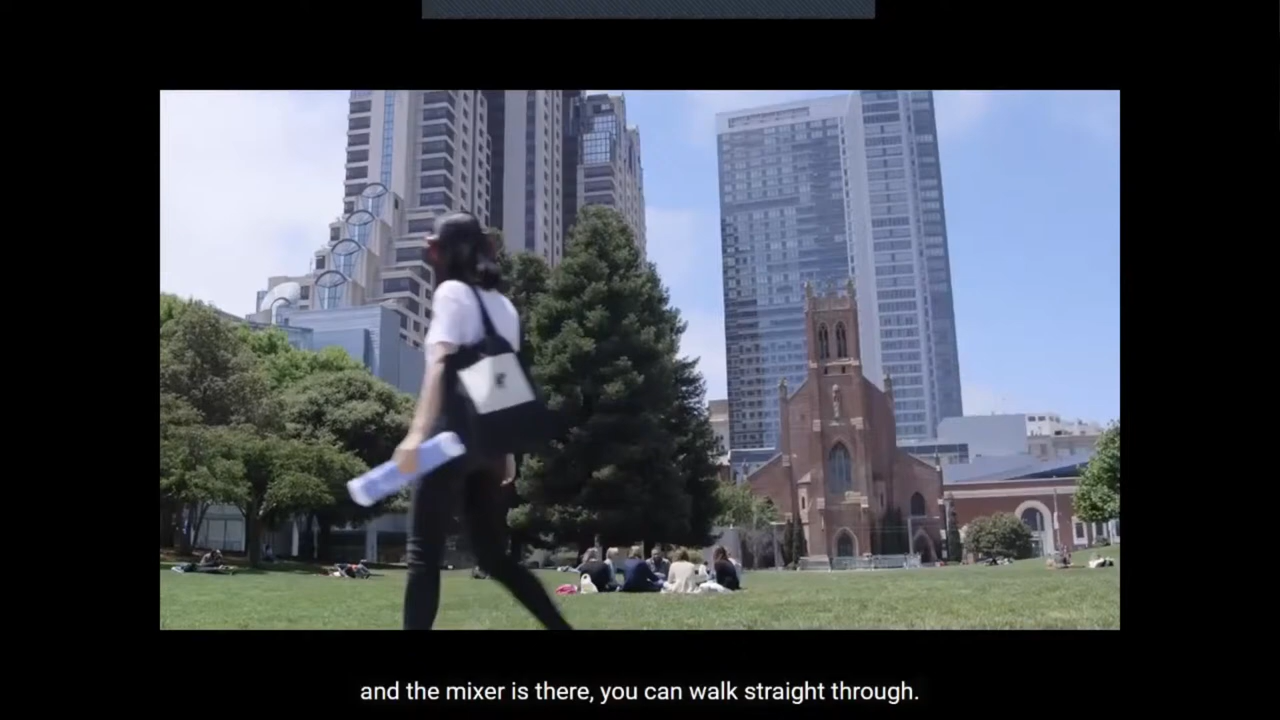 and the mixer is there, you can walk straight through.